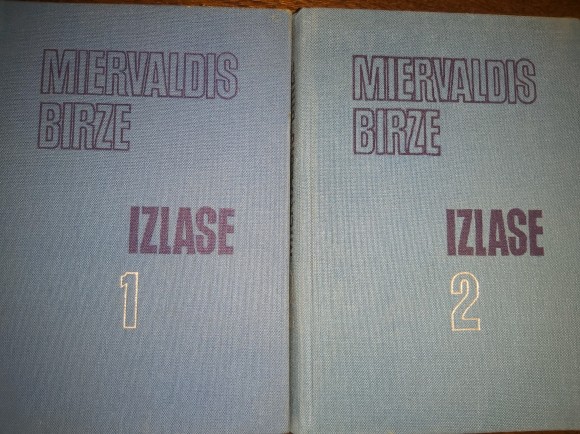 MIERVALDIS
BIRZE
IZLASE
1
MIERVALDIS
BIRZE
IZLASE
2